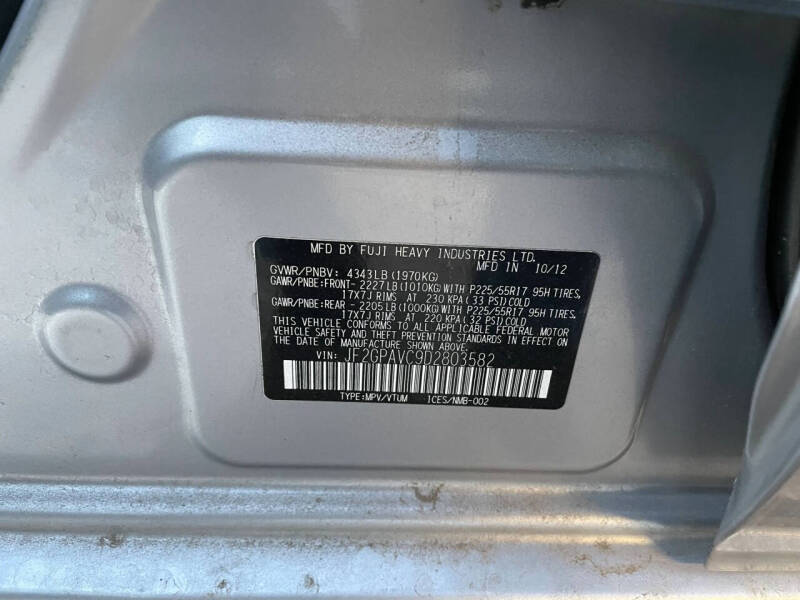 MFD BY FUJI HEAVY INDUSTRIES LTD.
MFD IN 10/12
GVWR/PNBV: 4343LB(1970KG)
GAWR/PNBE:FRONT- 2227LB(1010KG)WITH P225/55R17 95H TIRES,
17X7J RIMS AT 230 KPA(33 PSI)COLD
GAWR/PNBE:REAR - 2205LB(1000KG)WITH P225/55R17 95H TIRES,
17X7J RIMS AT 220 KPA(32 PSI)COLD
THIS VEHICLE CONFORMS TO ALL APPLICABLE FEDERAL MOTOR
VEHICLE SAFETY AND THEFT PREVENTION STANDARDS IN EFFECT ON
THE DATE OF MANUFACTURE SHOWN ABOVE.
VIN: JF2GPAVC9D2803582
TYPE:MPV/VTUM ICES/NMB-002